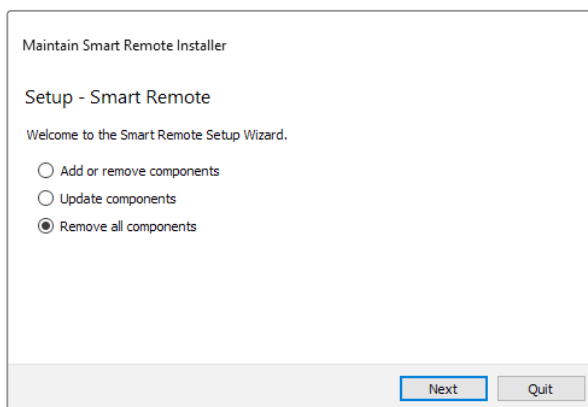 Maintain Smart Remote Installer
Setup - Smart Remote
Welcome to the Smart Remote Setup Wizard.
Add or remove components
Update components
Remove all components
Next Quit